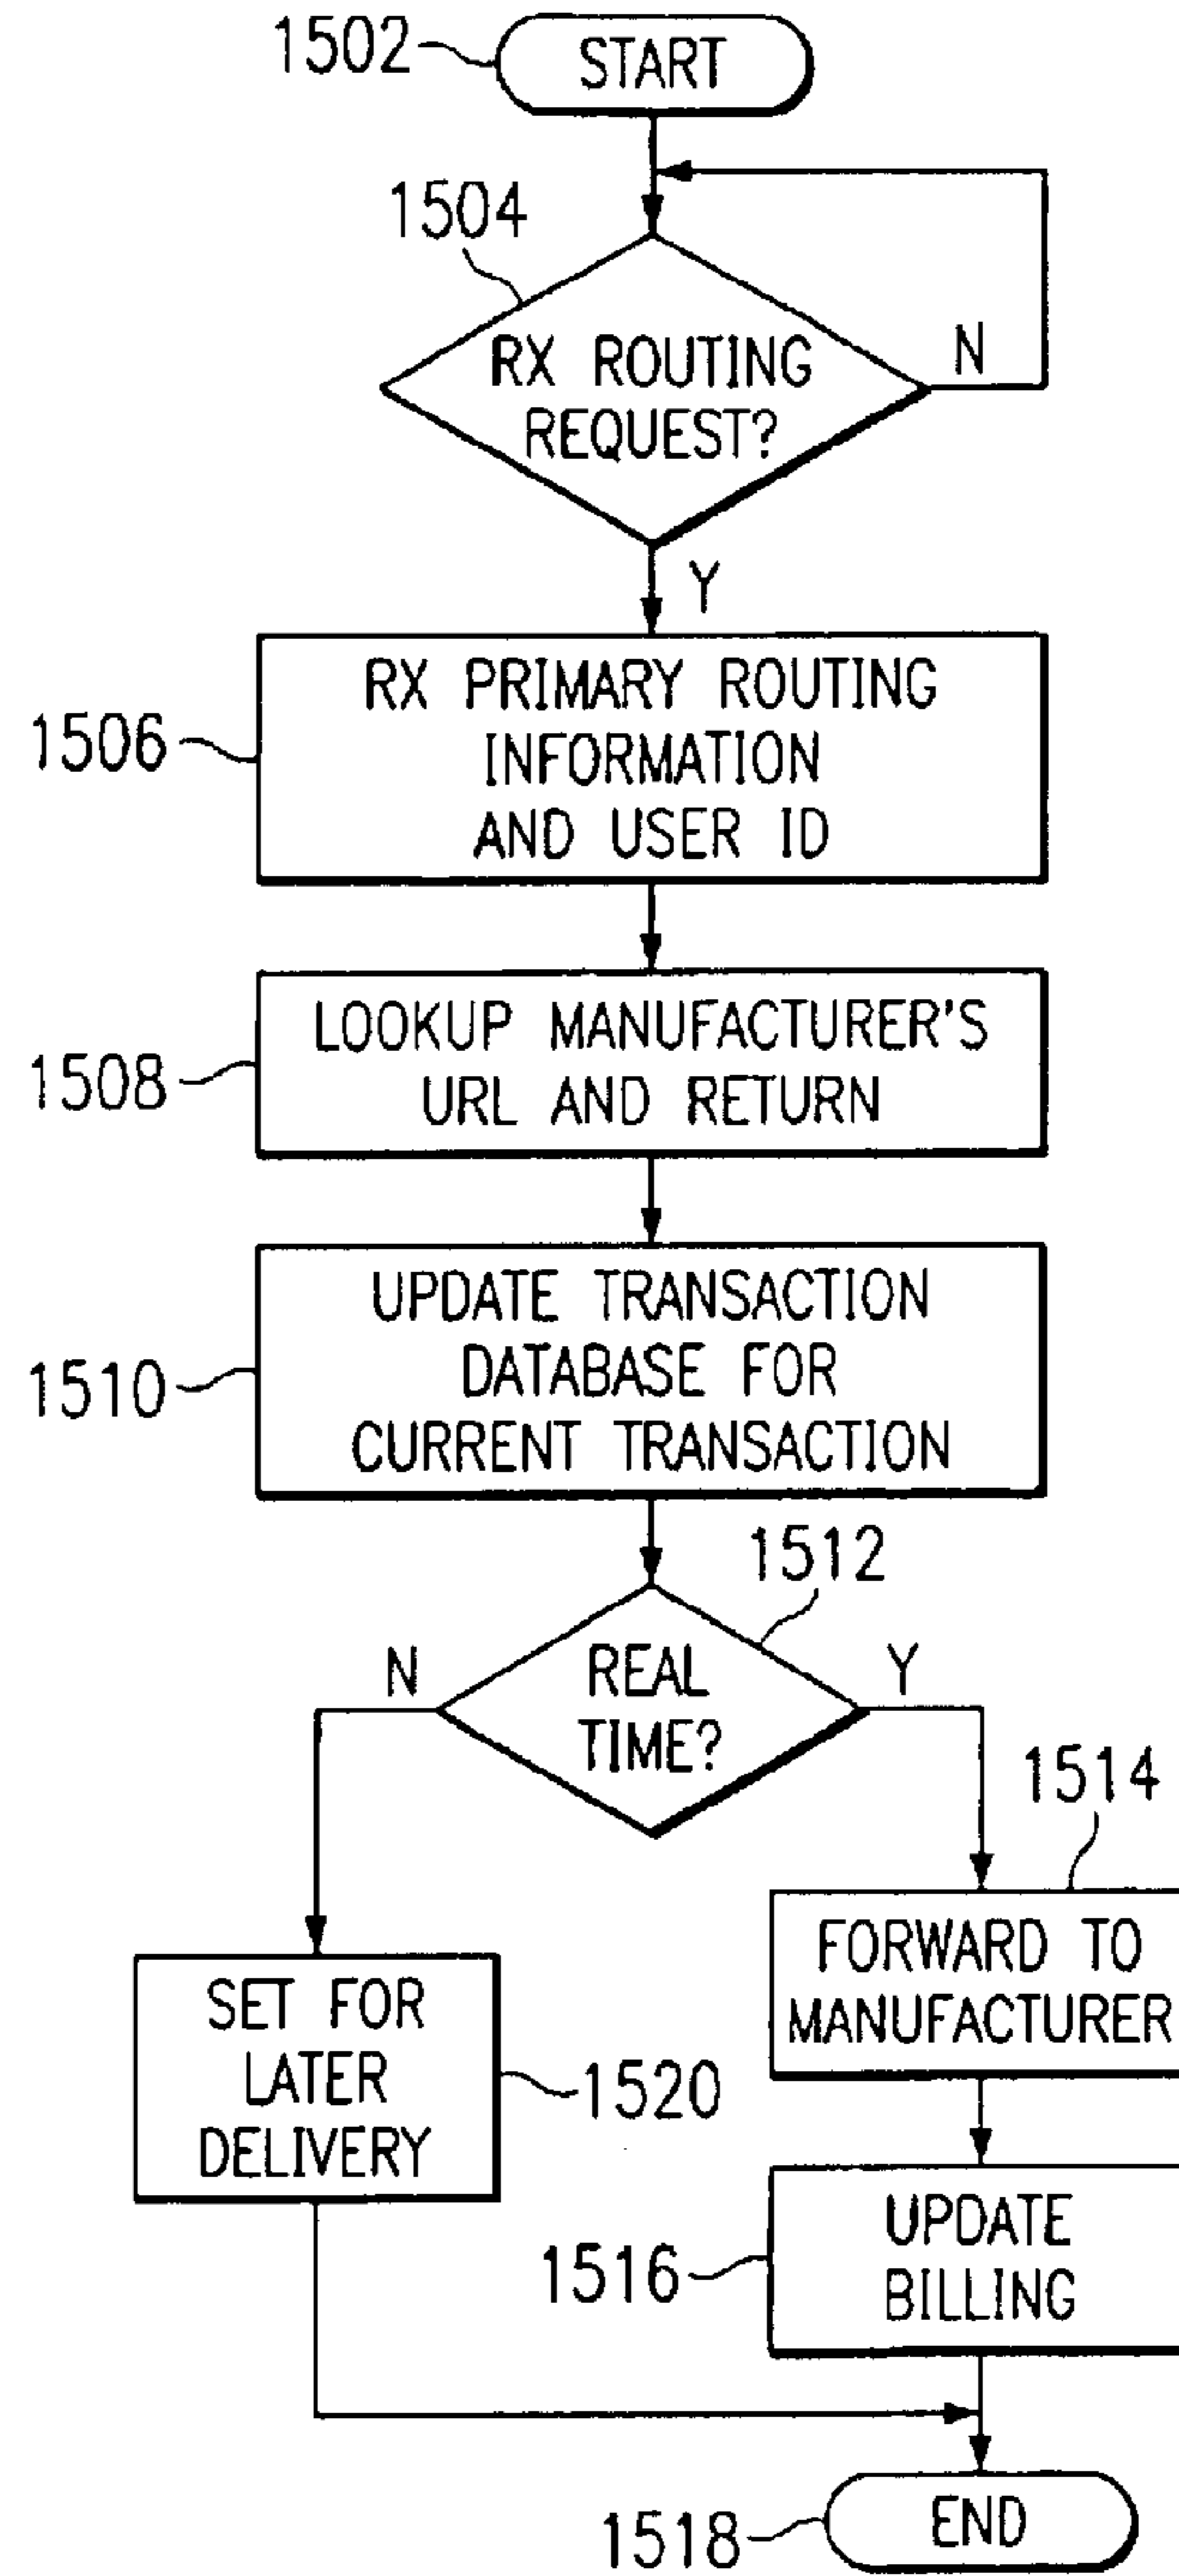 1502
START
1504
RX ROUTING
REQUEST?
N
Y
1506
RX PRIMARY ROUTING
INFORMATION
AND USER ID
1508
LOOKUP MANUFACTURER'S
URL AND RETURN
1510
UPDATE TRANSACTION
DATABASE FOR
CURRENT TRANSACTION
1512
REAL
TIME?
N
Y
1514
FORWARD TO
MANUFACTURER
SET FOR
LATER
DELIVERY
1520
1516
UPDATE
BILLING
1518
END